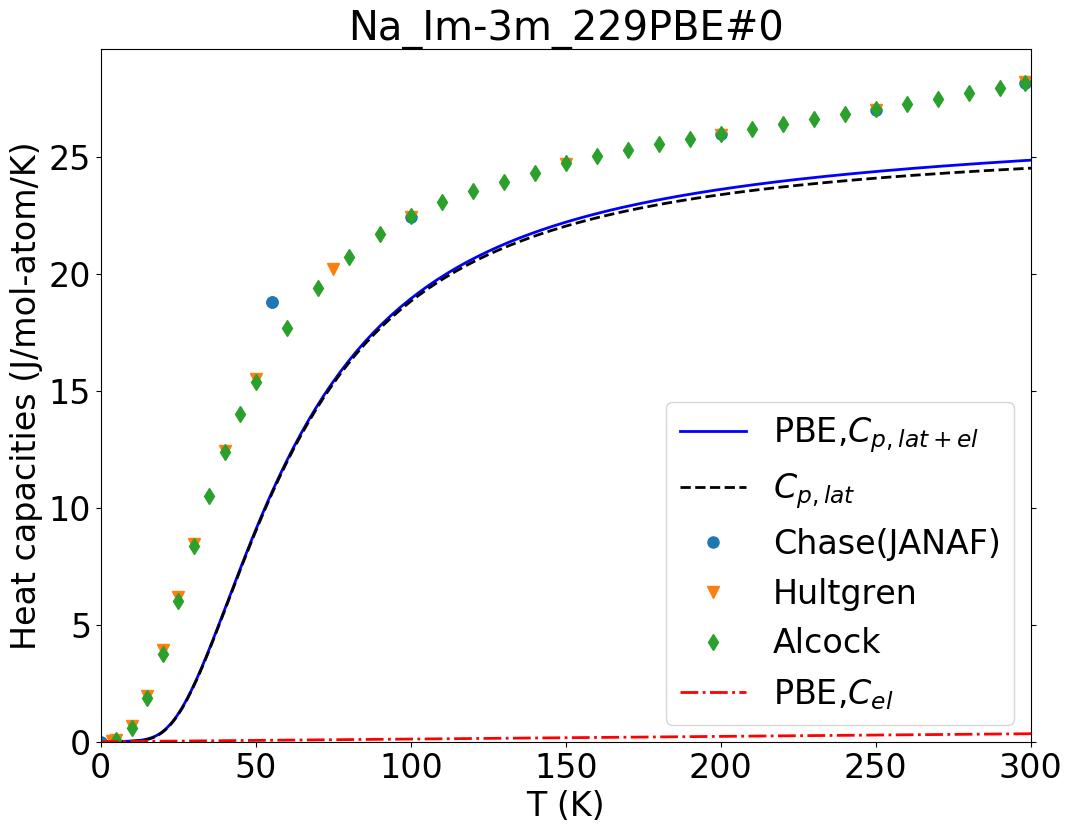 Na_Im-3m_229PBE#0
Heat capacities (J/mol-atom/K)
25
20
15
10
5
0
0 50 100 150 200 250 300
T (K)
PBE,$C_{p,lat+el}$
$C_{p,lat}$
Chase(JANAF)
Hultgren
Alcock
PBE,$C_{el}$